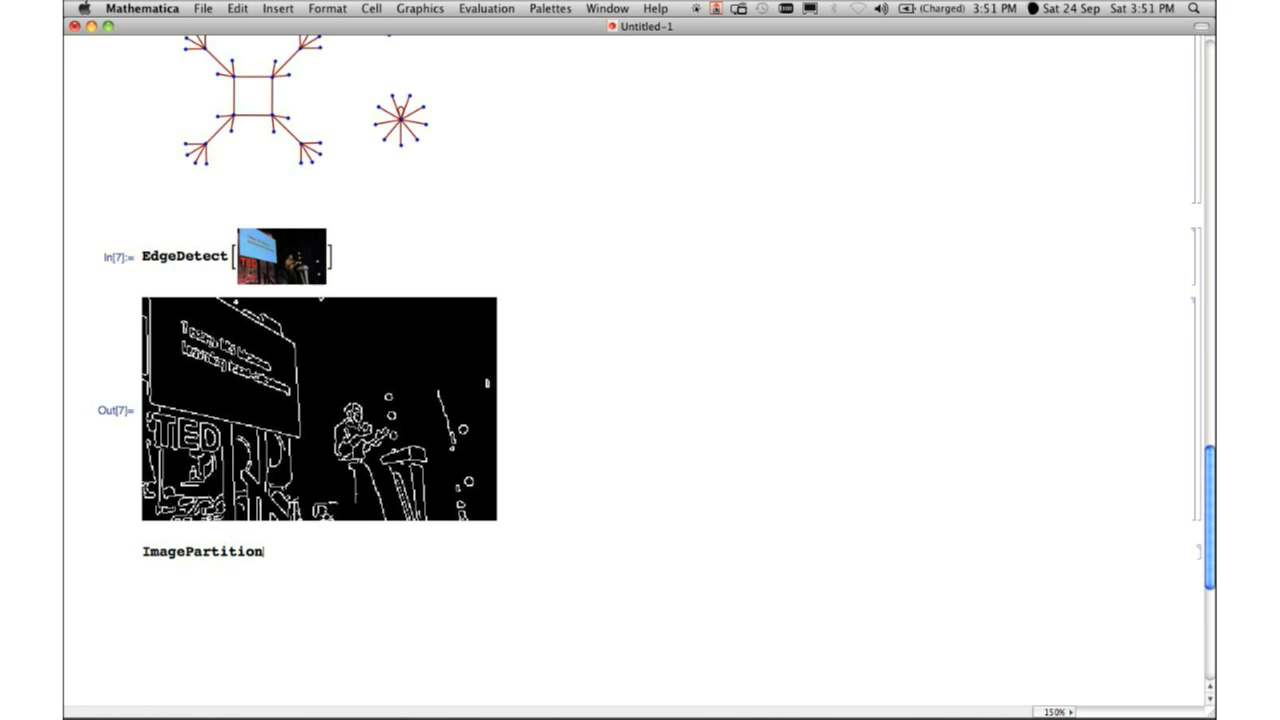 Mathematica File Edit Insert Format Cell Graphics Evaluation Palettes Window Help (Charged) 3:51 PM Sat 24 Sep Sat 3:51 PM
Untitled-1
In[7]:= EdgeDetect[ ]
TED
Out[7]=
TED
ImagePartition
150%